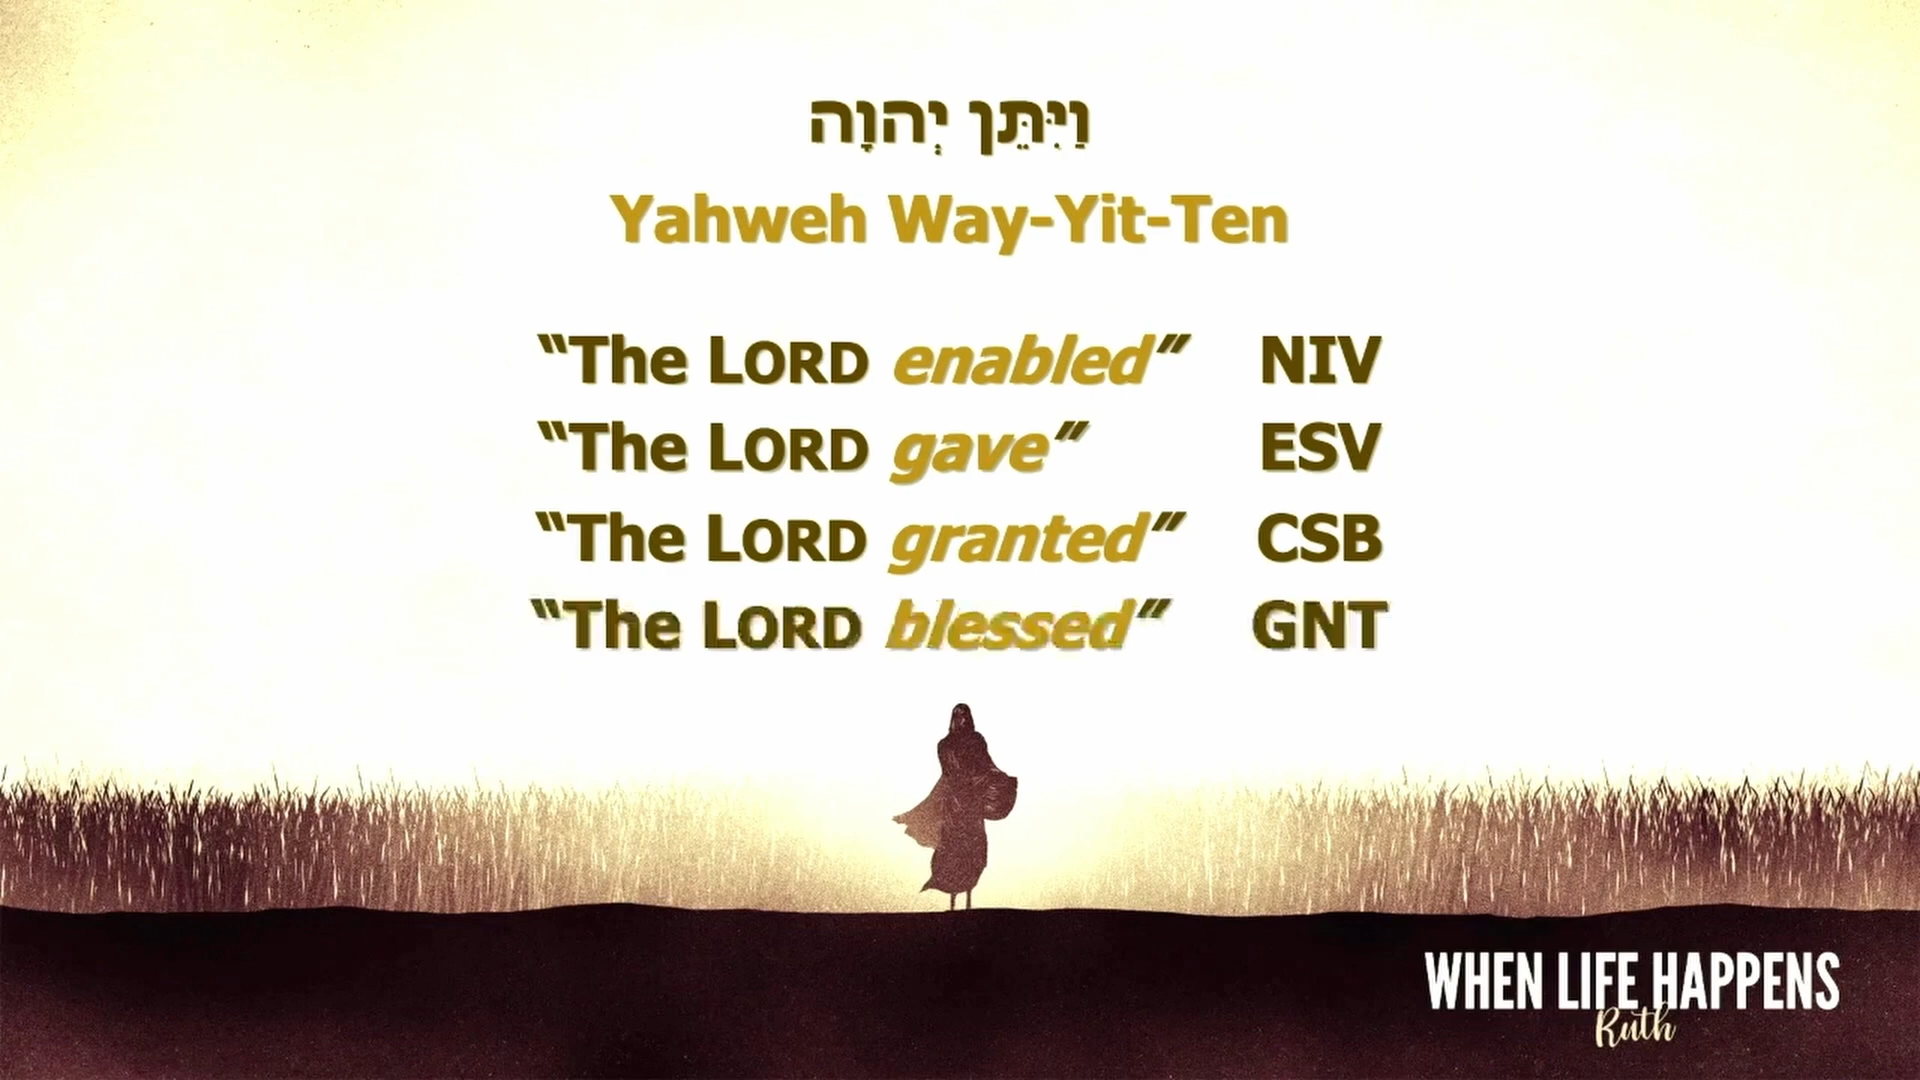 וַיִּתֵּן יְהוָה
Yahweh Way-Yit-Ten
“The LORD enabled” NIV
“The LORD gave” ESV
“The LORD granted” CSB
“The LORD blessed” GNT
WHEN LIFE HAPPENS
Ruth